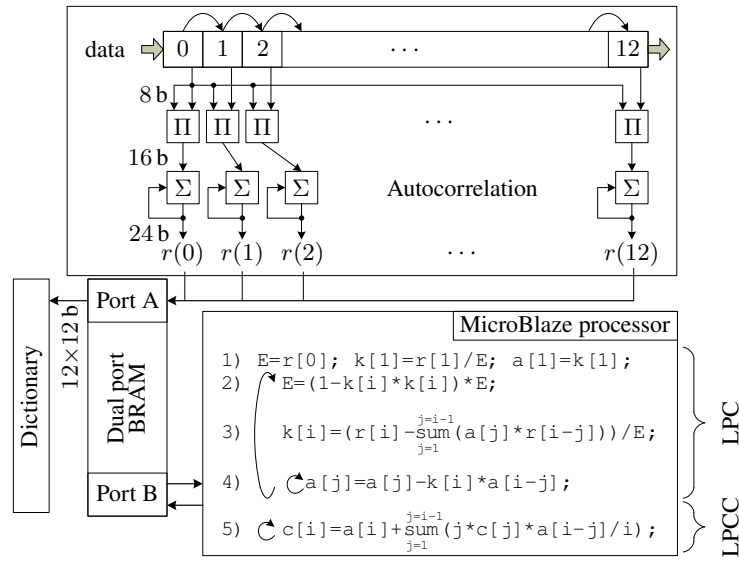 data 0 1 2 ··· 12
8 b
Π Π Π ··· Π
16 b
Σ Σ Σ Autocorrelation Σ
24 b
r(0) r(1) r(2) ··· r(12)
Port A
12×12 b
Dictionary
Dual port
BRAM
Port B
MicroBlaze processor
1) E=r[0]; k[1]=r[1]/E; a[1]=k[1];
2) E=(1-k[i]*k[i])*E;
j=i-1
3) k[i]=(r[i]-sum(a[j]*r[i-j]))/E;
j=1
4) a[j]=a[j]-k[i]*a[i-j];
j=i-1
5) c[i]=a[i]+sum(j*c[j]*a[i-j]/i);
j=1
LPC
LPCC